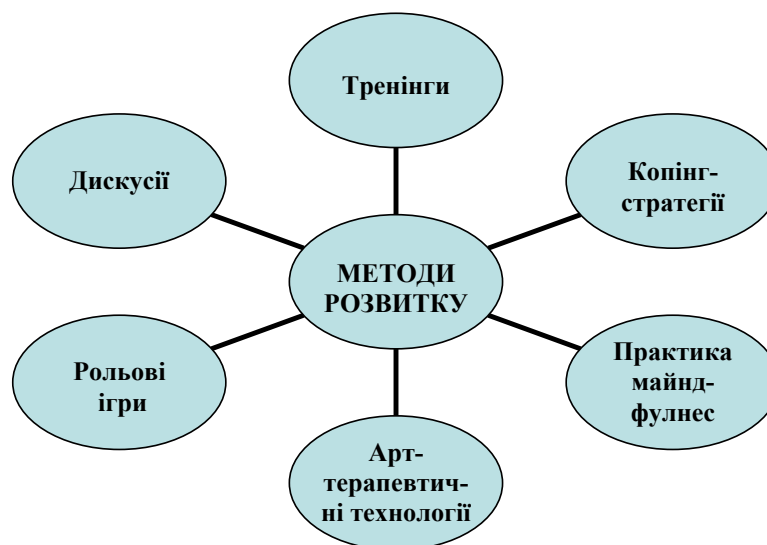 Тренінги
Дискусії
Копінг-
стратегії
МЕТОДИ
РОЗВИТКУ
Рольові
ігри
Практика
майнд-
фулнес
Арт-
терапевтич-
ні технології